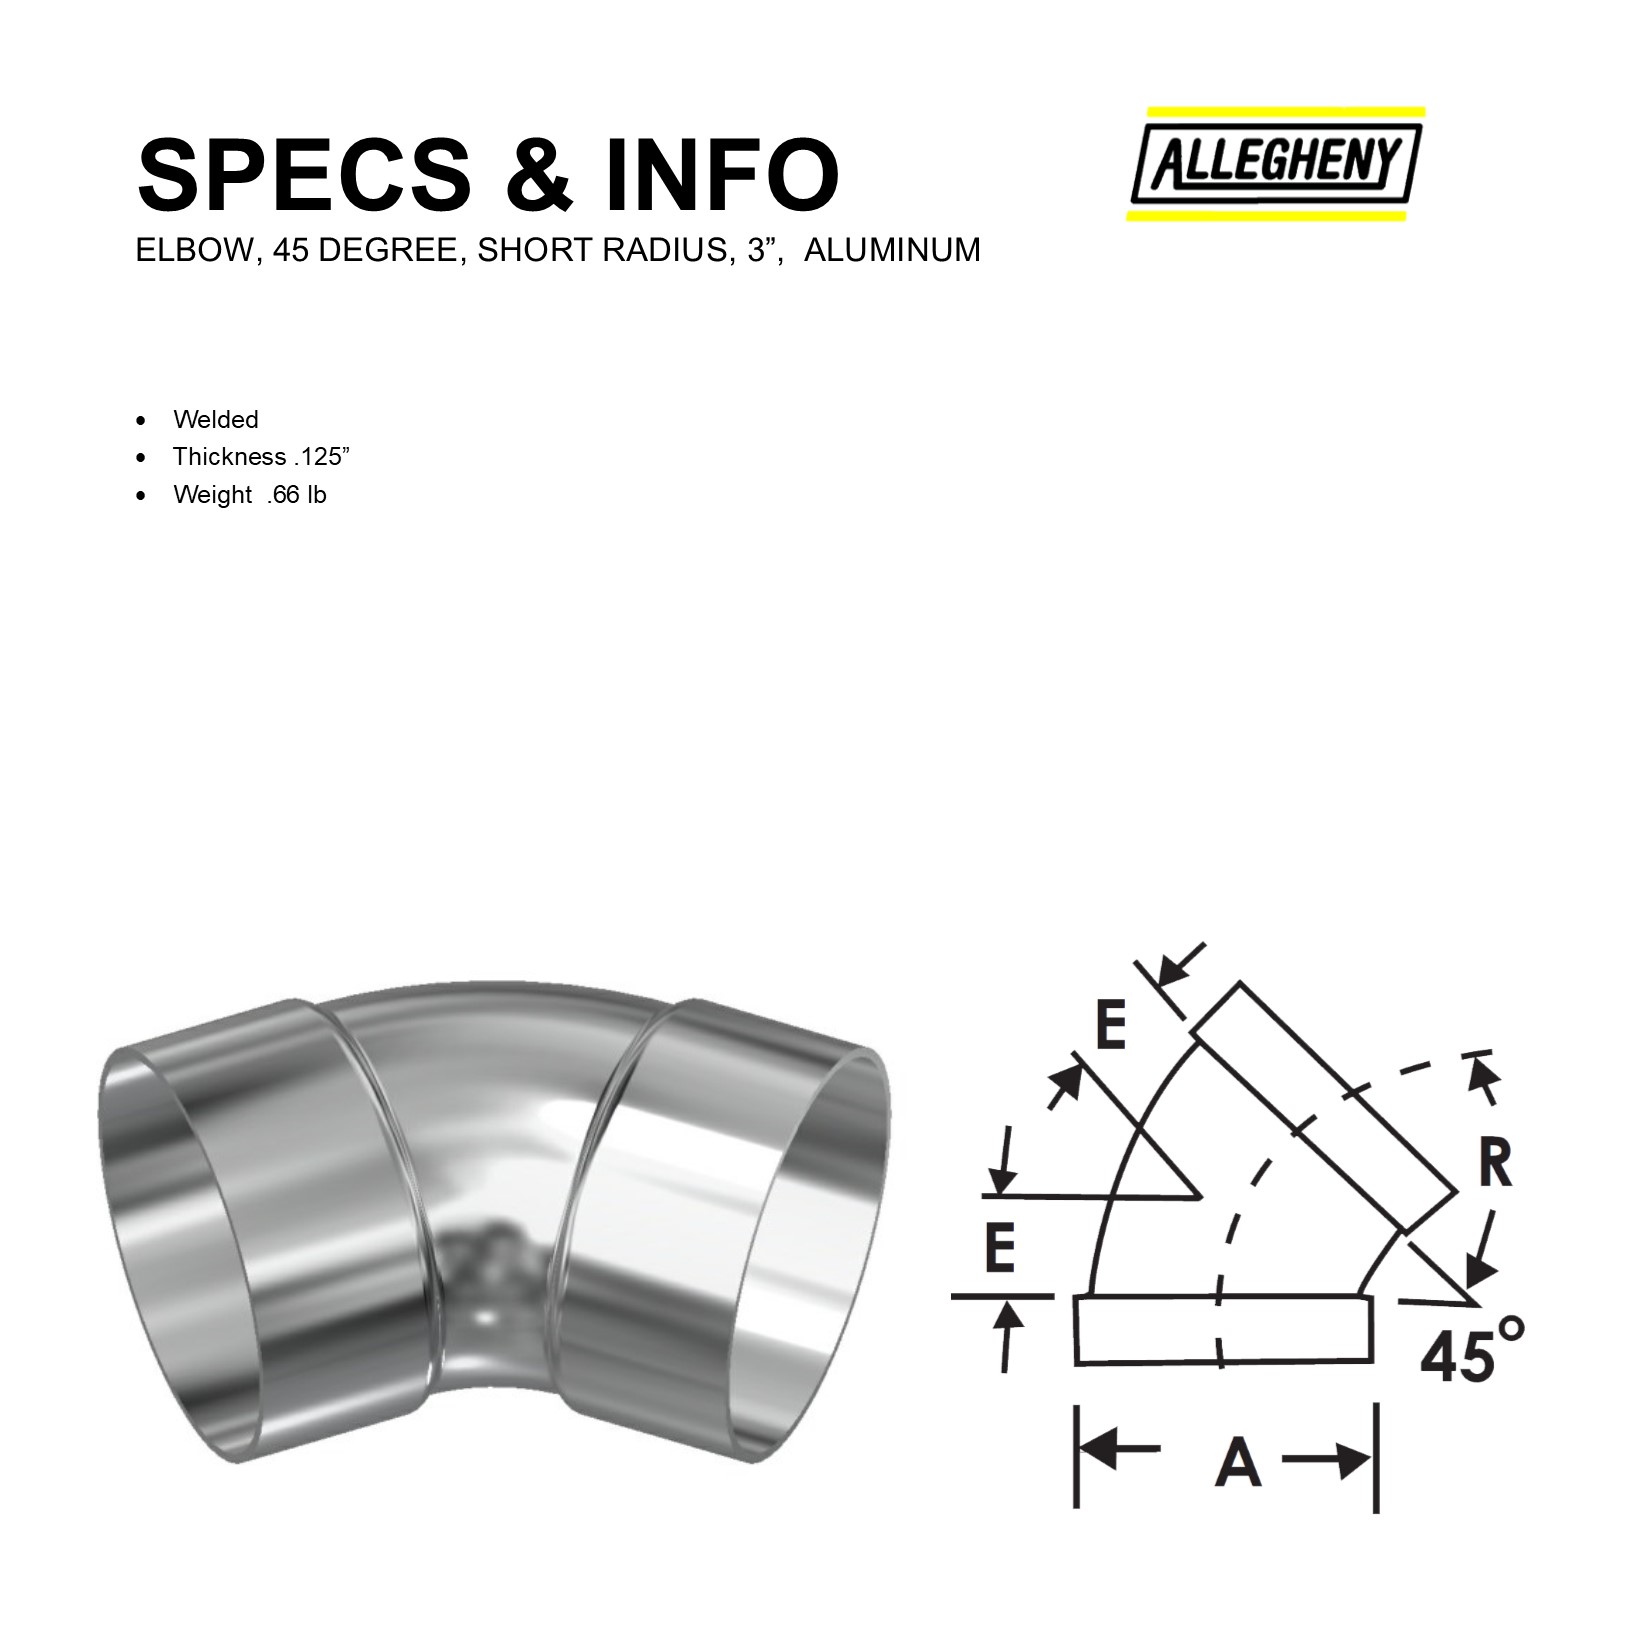 SPECS & INFO
ALLEGHENY
ELBOW, 45 DEGREE, SHORT RADIUS, 3”,  ALUMINUM
• Welded
• Thickness .125”
• Weight  .66 lb
E
R
E
45°
A